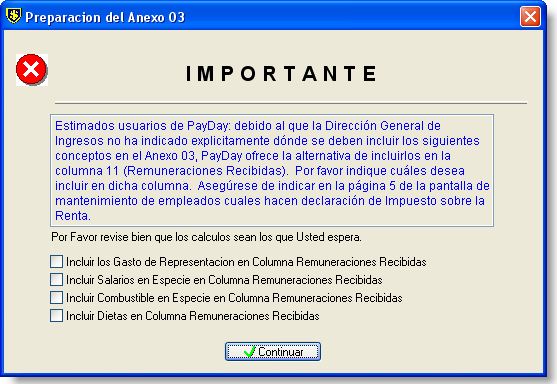 Preparacion del Anexo 03
IMPORTANTE
Estimados usuarios de PayDay: debido al que la Dirección General de
Ingresos no ha indicado explicitamente dónde se deben incluir los siguientes
conceptos en el Anexo 03, PayDay ofrece la alternativa de incluirlos en la
columna 11 (Remuneraciones Recibidas). Por favor indique cuáles desea
incluir en dicha columna. Asegúrese de indicar en la página 5 de la pantalla de
mantenimiento de empleados cuales hacen declaración de Impuesto sobre la
Renta.
Por Favor revise bien que los calculos sean los que Usted espera.
Incluir los Gasto de Representacion en Columna Remuneraciones Recibidas
Incluir Salarios en Especie en Columna Remuneraciones Recibidas
Incluir Combustible en Especie en Columna Remuneraciones Recibidas
Incluir Dietas en Columna Remuneraciones Recibidas
Continuar